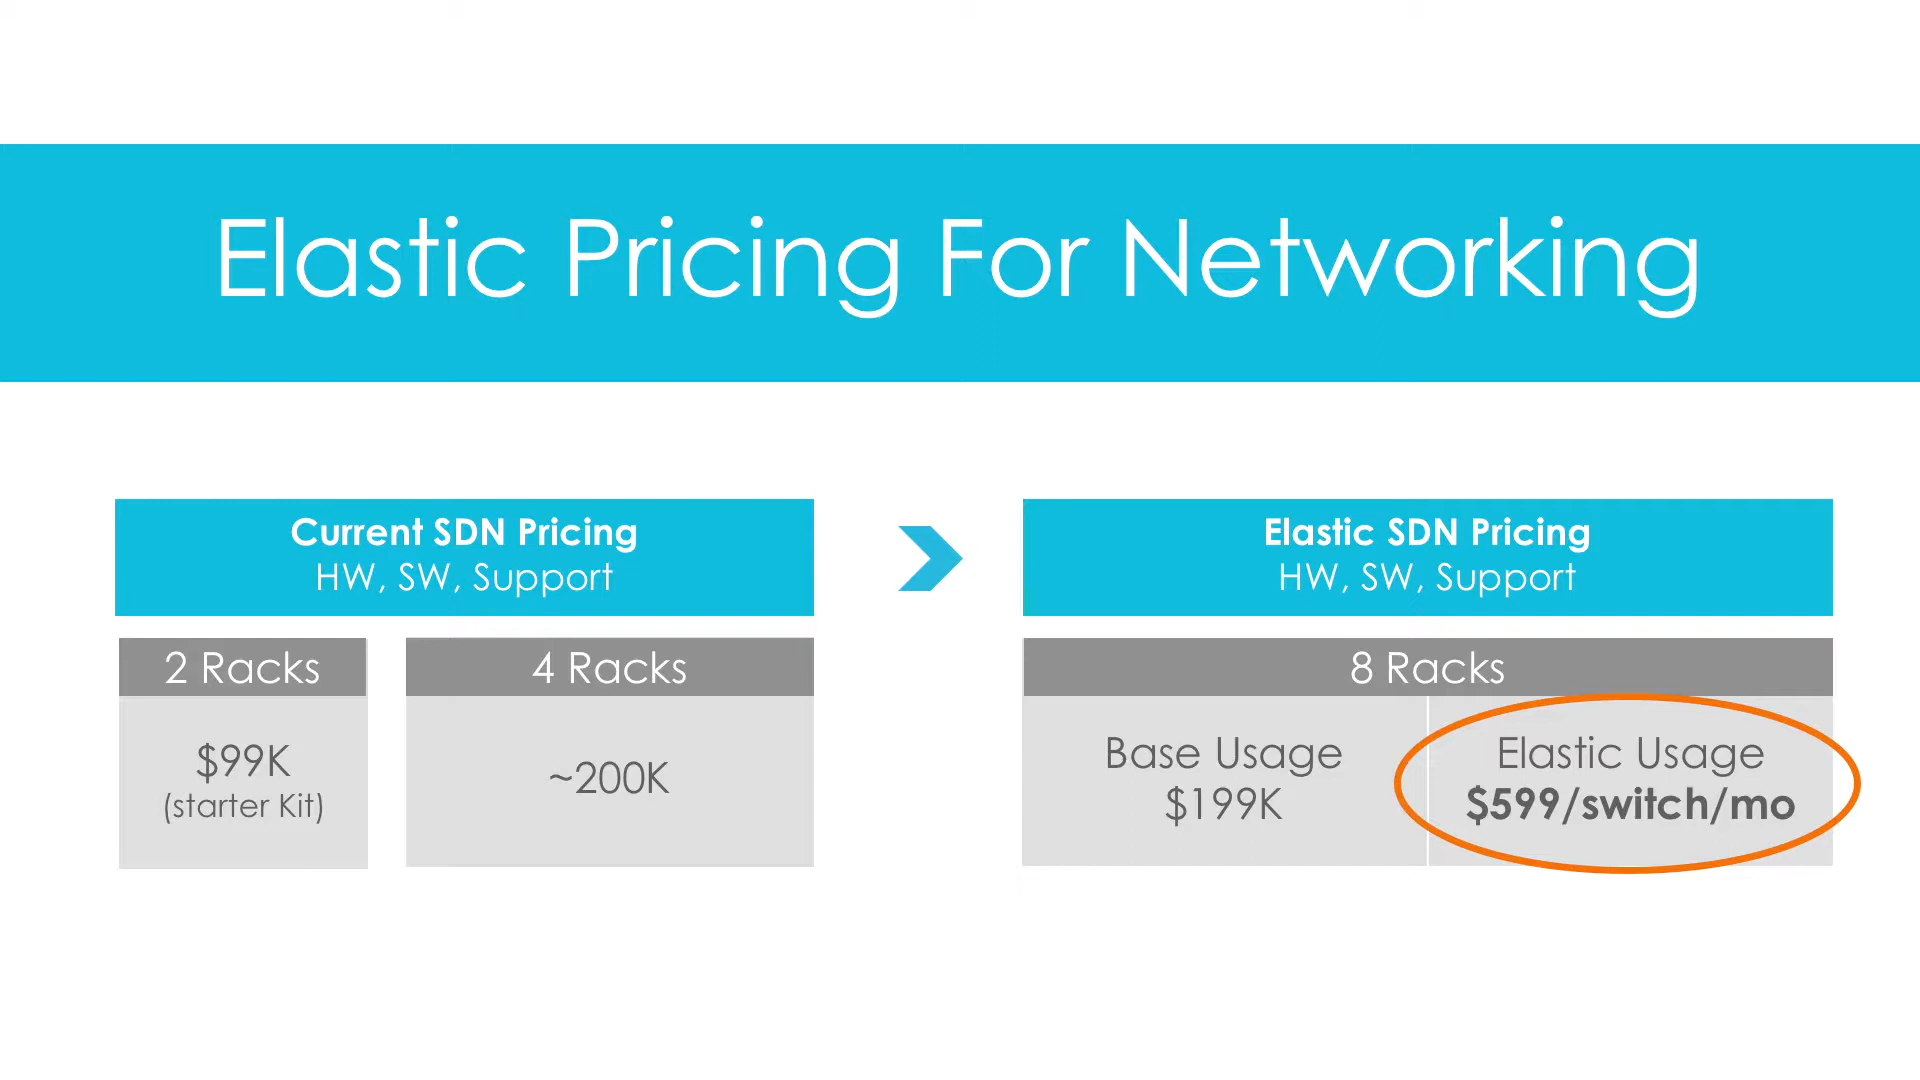 Elastic Pricing For Networking
Current SDN Pricing
HW, SW, Support
2 Racks
$99K
(starter Kit)
4 Racks
~200K
Elastic SDN Pricing
HW, SW, Support
8 Racks
Base Usage
$199K
Elastic Usage
$599/switch/mo